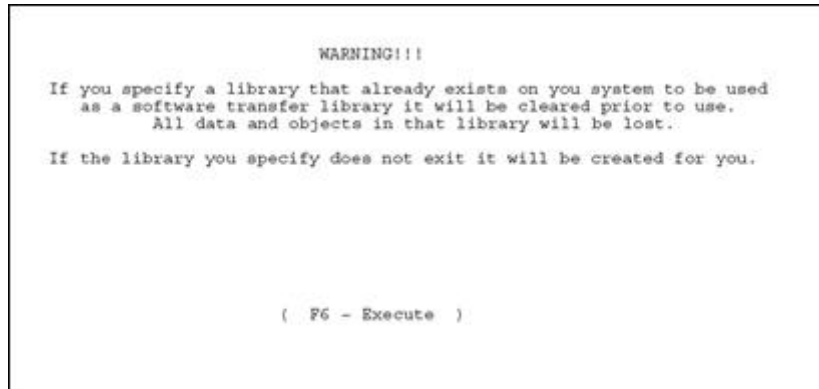 WARNING!!!
If you specify a library that already exists on you system to be used
as a software transfer library it will be cleared prior to use.
All data and objects in that library will be lost.
If the library you specify does not exit it will be created for you.
( F6 - Execute )